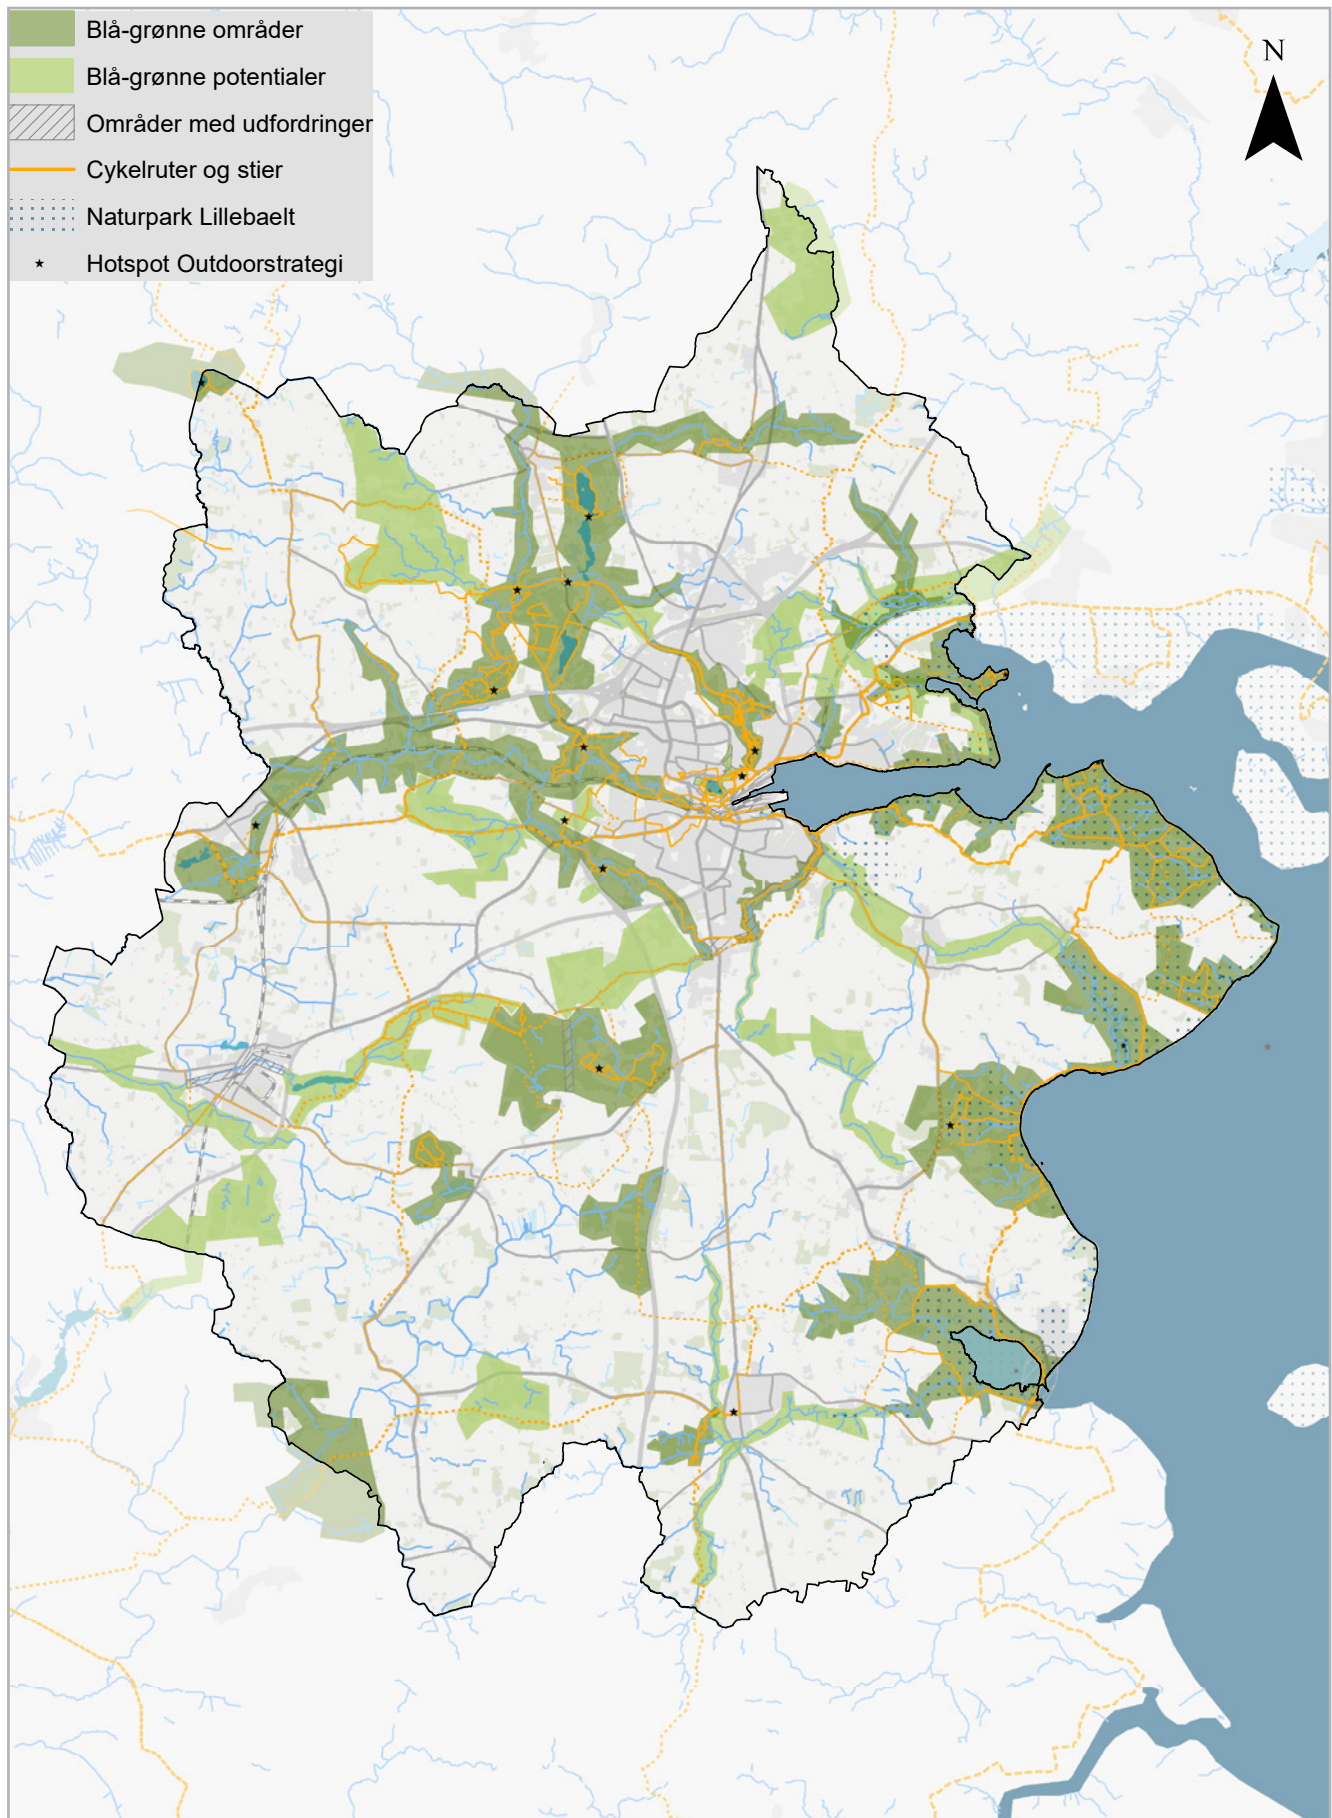 Blå-grønne områder
Blå-grønne potentialer
Områder med udfordringer
Cykelruter og stier
Naturpark Lillebaelt
Hotspot Outdoorstrategi
N